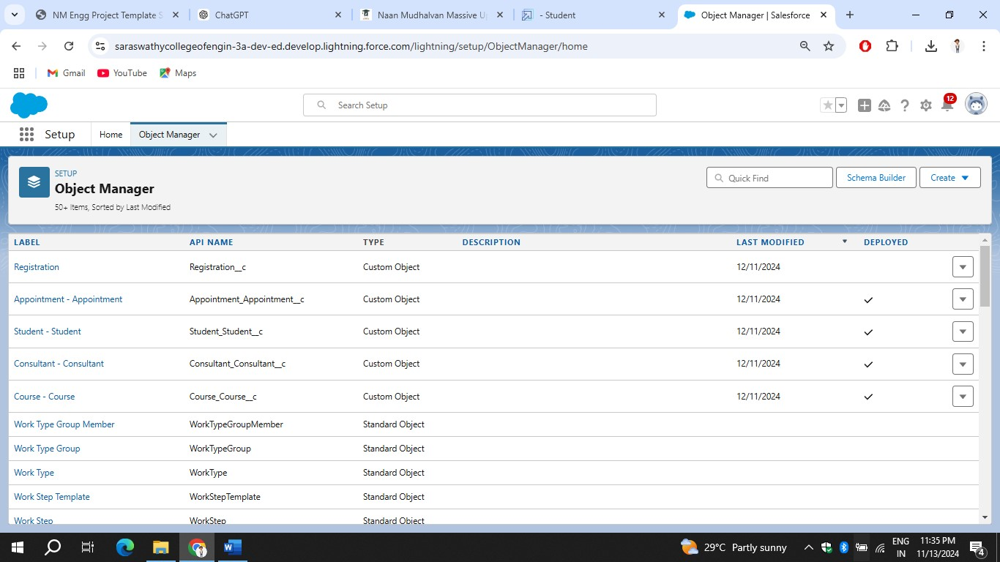 NM Engg Project Template S
ChatGPT
Naan Mudhalvan Massive Up
- Student
Object Manager | Salesforce
saraswathycollegeofengin-3a-dev-ed.develop.lightning.force.com/lightning/setup/ObjectManager/home
Gmail YouTube Maps
Search Setup
12
Setup Home Object Manager
SETUP
Object Manager
50+ Items, Sorted by Last Modified
Quick Find Schema Builder Create
LABEL API NAME TYPE DESCRIPTION LAST MODIFIED DEPLOYED
Registration Registration__c Custom Object 12/11/2024
Appointment - Appointment Appointment_Appointment__c Custom Object 12/11/2024
Student - Student Student_Student__c Custom Object 12/11/2024
Consultant - Consultant Consultant_Consultant__c Custom Object 12/11/2024
Course - Course Course_Course__c Custom Object 12/11/2024
Work Type Group Member WorkTypeGroupMember Standard Object
Work Type Group WorkTypeGroup Standard Object
Work Type WorkType Standard Object
Work Step Template WorkStepTemplate Standard Object
Work Step WorkStep Standard Object
29°C Partly sunny
ENG
IN
11:35 PM
11/13/2024
4